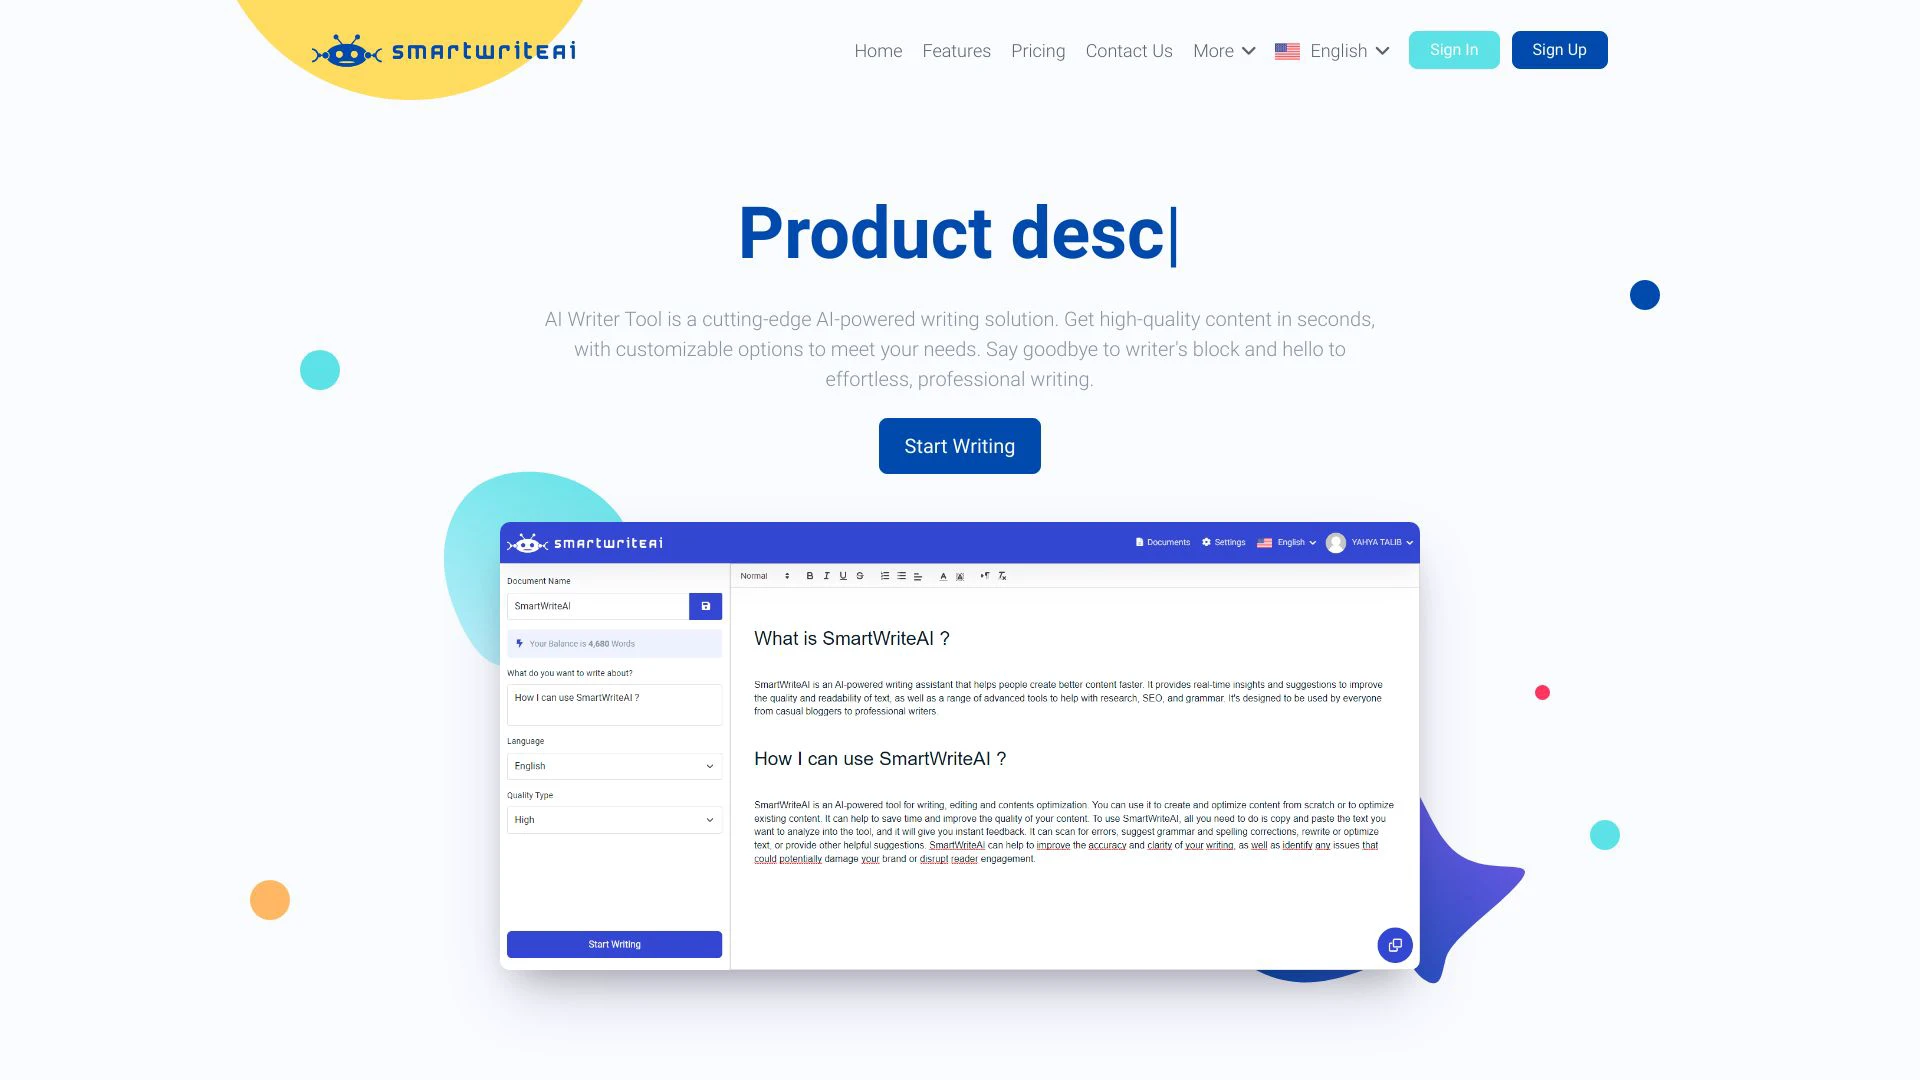 smartwriteai
Home Features Pricing Contact Us More English Sign In Sign Up
Product desc
AI Writer Tool is a cutting-edge AI-powered writing solution. Get high-quality content in seconds,
with customizable options to meet your needs. Say goodbye to writer's block and hello to
effortless, professional writing.
Start Writing
smartwriteai
Documents Settings English YAHYA TALIB
Document Name
SmartWriteAI
Your Balance is 4,680 Words
What do you want to write about?
How I can use SmartWriteAI ?
Language
English
Quality Type
High
Start Writing
Normal
What is SmartWriteAI ?
SmartWriteAI is an AI-powered writing assistant that helps people create better content faster. It provides real-time insights and suggestions to improve
the quality and readability of text, as well as a range of advanced tools to help with research, SEO, and grammar. It's designed to be used by everyone
from casual bloggers to professional writers.
How I can use SmartWriteAI ?
SmartWriteAI is an AI-powered tool for writing, editing and contents optimization. You can use it to create and optimize content from scratch or to optimize
existing content. It can help to save time and improve the quality of your content. To use SmartWriteAI, all you need to do is copy and paste the text you
want to analyze into the tool, and it will give you instant feedback. It can scan for errors, suggest grammar and spelling corrections, rewrite or optimize
text, or provide other helpful suggestions. SmartWriteAI can help to improve the accuracy and clarity of your writing, as well as identify any issues that
could potentially damage your brand or disrupt reader engagement.